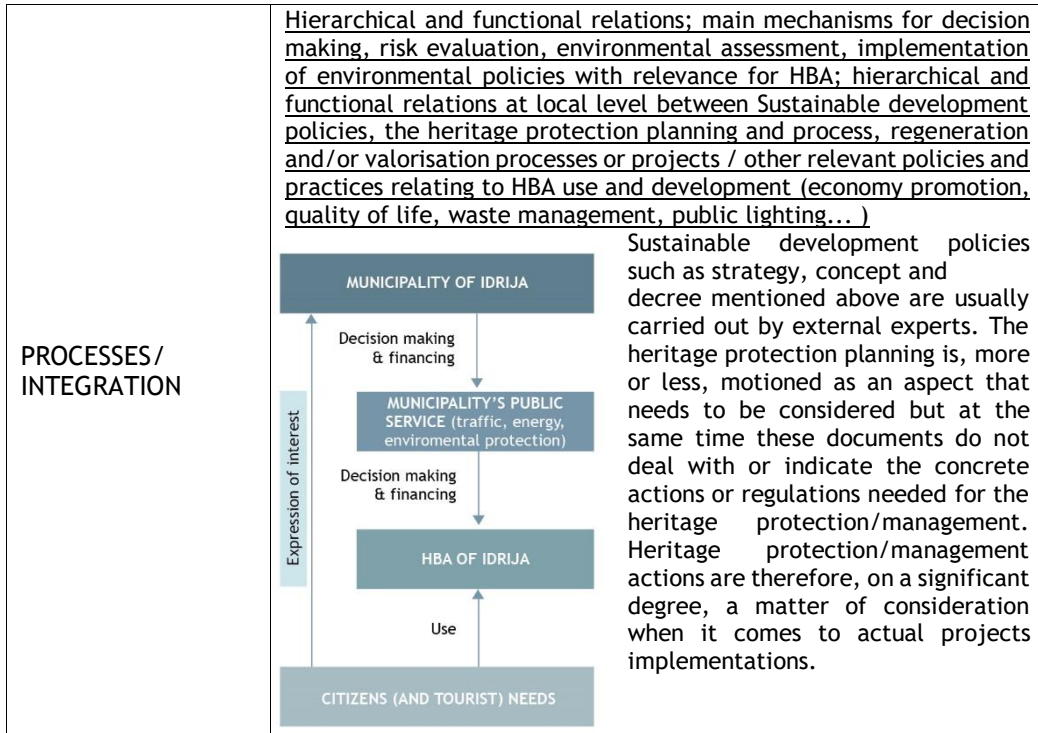 PROCESSES/
INTEGRATION
Hierarchical and functional relations; main mechanisms for decision
making, risk evaluation, environmental assessment, implementation
of environmental policies with relevance for HBA; hierarchical and
functional relations at local level between Sustainable development
policies, the heritage protection planning and process, regeneration
and/or valorisation processes or projects / other relevant policies and
practices relating to HBA use and development (economy promotion,
quality of life, waste management, public lighting... )
MUNICIPALITY OF IDRIJA
Decision making
& financing
MUNICIPALITY'S PUBLIC
SERVICE (traffic, energy,
enviromental protection)
Decision making
& financing
Expression of interest
HBA OF IDRIJA
Use
CITIZENS (AND TOURIST) NEEDS
Sustainable development policies
such as strategy, concept and
decree mentioned above are usually
carried out by external experts. The
heritage protection planning is, more
or less, motioned as an aspect that
needs to be considered but at the
same time these documents do not
deal with or indicate the concrete
actions or regulations needed for the
heritage protection/management.
Heritage protection/management
actions are therefore, on a significant
degree, a matter of consideration
when it comes to actual projects
implementations.